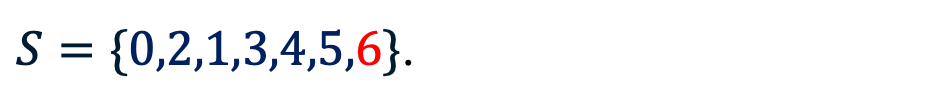 S = {0,2,1,3,4,5,6}.